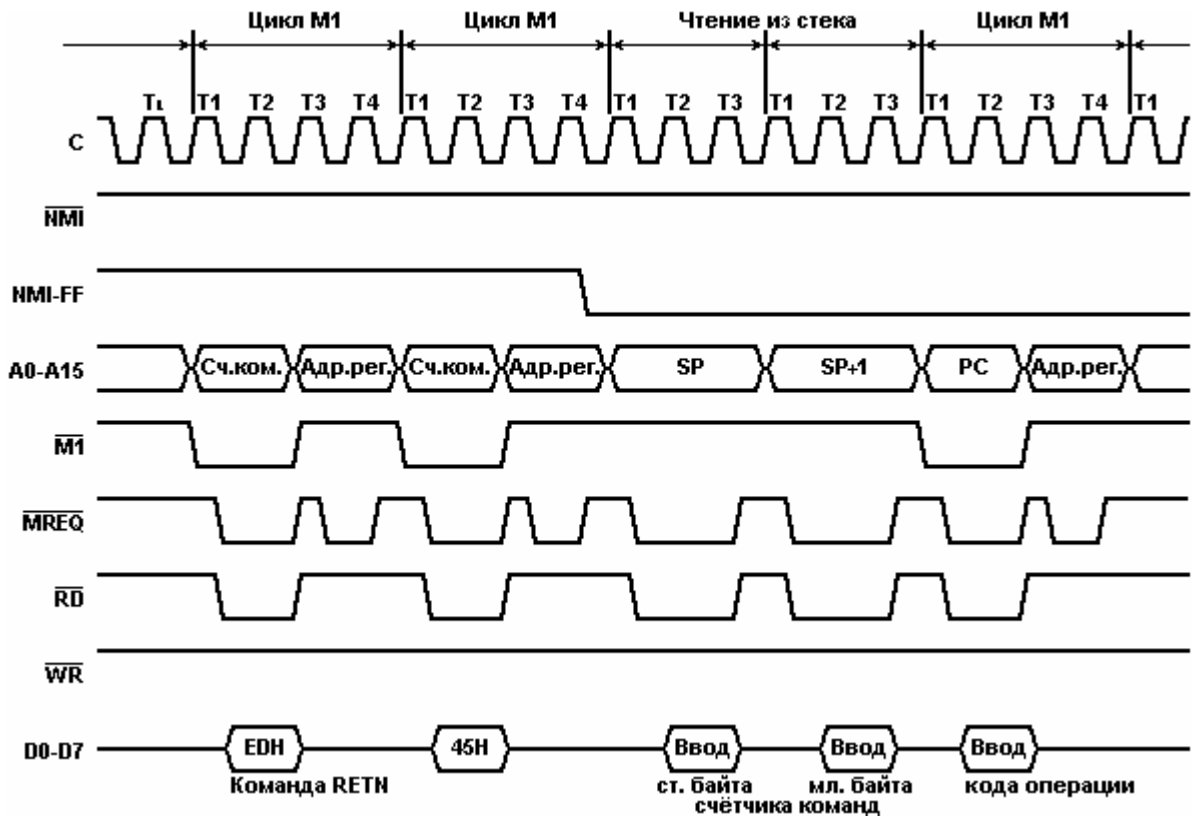 Цикл М1 Цикл М1 Чтение из стека Цикл М1
Tι T1 T2 T3 T4 T1 T2 T3 T4 T1 T2 T3 T1 T2 T3 T1 T2 T3 T4 T1
C
NMI
NMI-FF
A0-A15 Сч.ком. Адр.рег. Сч.ком. Адр.рег. SP SP+1 PC Адр.рег.
M1
MREQ
RD
WR
D0-D7 EDH 45H Ввод Ввод Ввод
Команда RETN ст. байта мл. байта кода операции
счётчика команд